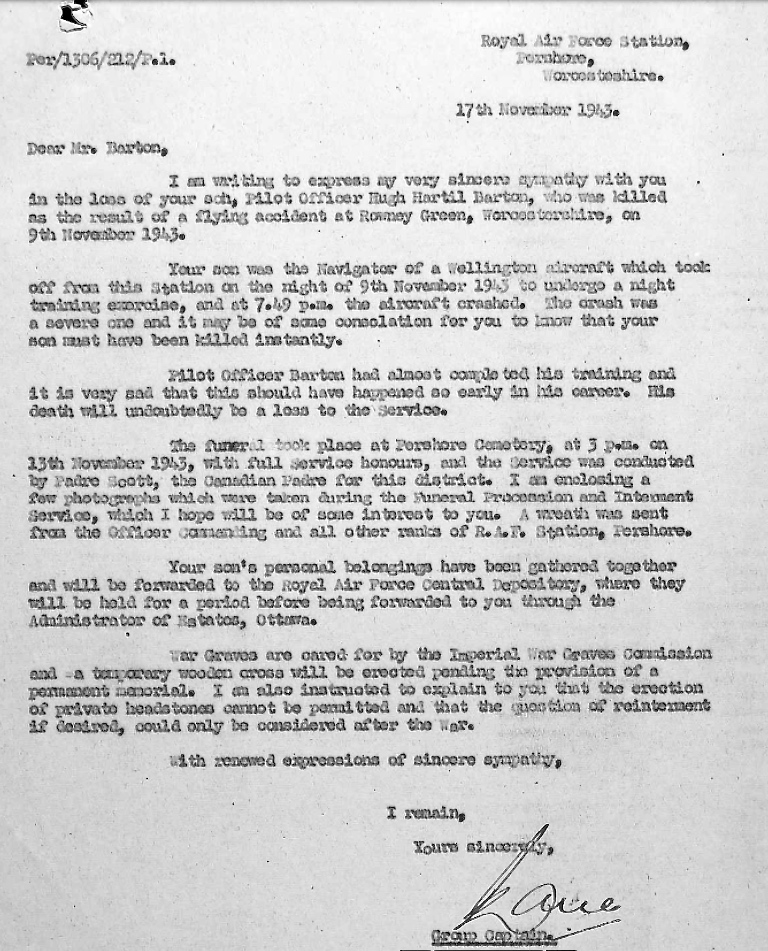 Royal Air Force Station,
Per/1306/212/P.1.
Pershore,
Worcestershire.
17th November 1943.
Dear Mr. Barton,
I am writing to express my very sincere sympathy with you
in the loss of your son, Pilot Officer Hugh Hartil Barton, who was killed
as the result of a flying accident at Rowney Green, Worcestershire, on
9th November 1943.
Your son was the Navigator of a Wellington aircraft which took
off from this Station on the night of 9th November 1943 to undergo a night
training exercise, and at 7.49 p.m. the aircraft crashed. The crash was
a severe one and it may be of some consolation for you to know that your
son must have been killed instantly.
Pilot Officer Barton had almost completed his training and
it is very sad that this should have happened so early in his career. His
death will undoubtedly be a loss to the Service.
The funeral took place at Pershore Cemetery, at 3 p.m. on
13th November 1943, with full Service honours, and the Service was conducted
by Padre Scott, the Canadian Padre for this district. I am enclosing a
few photographs which were taken during the Funeral Procession and Interment
Service, which I hope will be of some interest to you. A wreath was sent
from the Officer Commanding and all other ranks of R.A.F. Station, Pershore.
Your son's personal belongings have been gathered together
and will be forwarded to the Royal Air Force Central Depository, where they
will be held for a period before being forwarded to you through the
Administrator of Estates, Ottawa.
War Graves are cared for by the Imperial War Graves Commission
and a temporary wooden cross will be erected pending the provision of a
permanent memorial. I am also instructed to explain to you that the erection
of private headstones cannot be permitted and that the question of reinterment
if desired, could only be considered after the War.
With renewed expressions of sincere sympathy,
I remain,
Yours sincerely,
Group Captain.